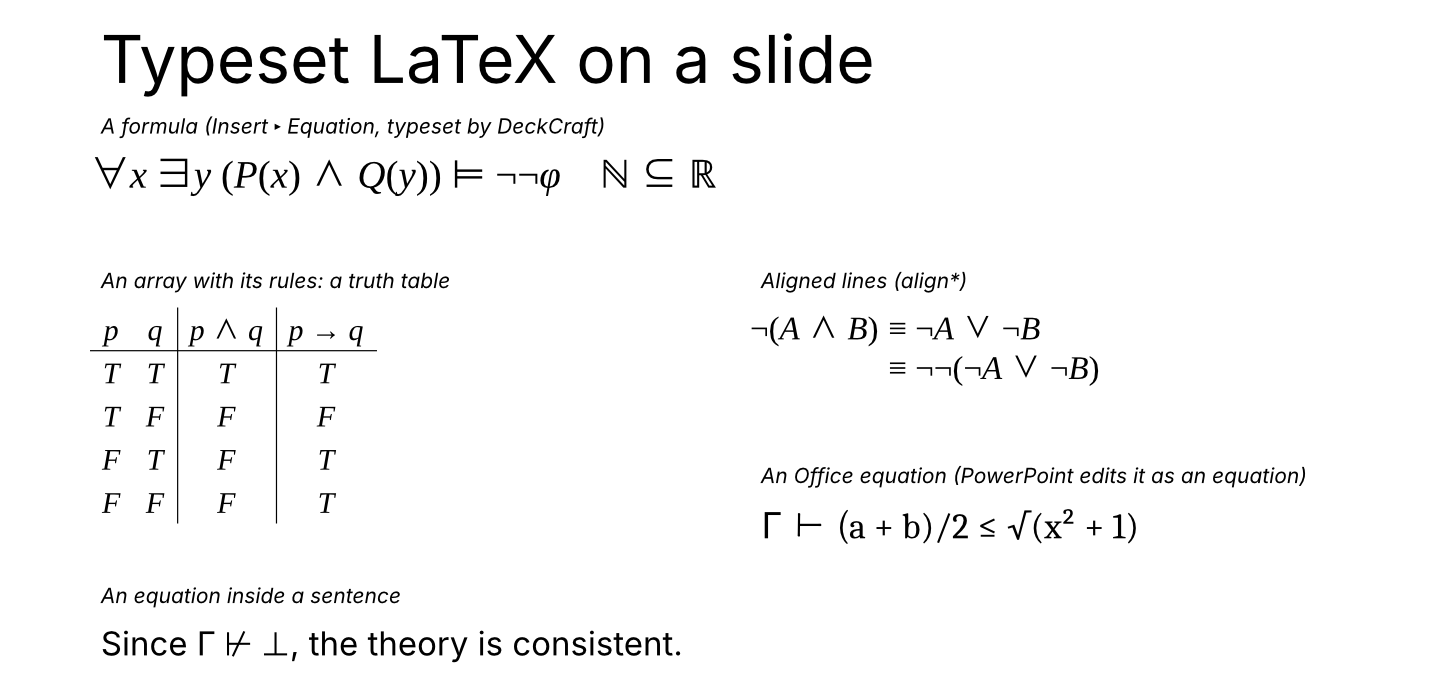 Typeset LaTeX on a slide
A formula (Insert ‣ Equation, typeset by DeckCraft)
∀x ∃y (P(x) ∧ Q(y)) ⊨ ¬¬φ ℕ ⊆ ℝ
An array with its rules: a truth table
p q p ∧ q p → q
T T T T
T F F F
F T F T
F F F T
Aligned lines (align*)
¬(A ∧ B) ≡ ¬A ∨ ¬B
≡ ¬¬(¬A ∨ ¬B)
An Office equation (PowerPoint edits it as an equation)
Γ ⊢ (a + b)/2 ≤ √(x² + 1)
An equation inside a sentence
Since Γ ⊬ ⊥, the theory is consistent.